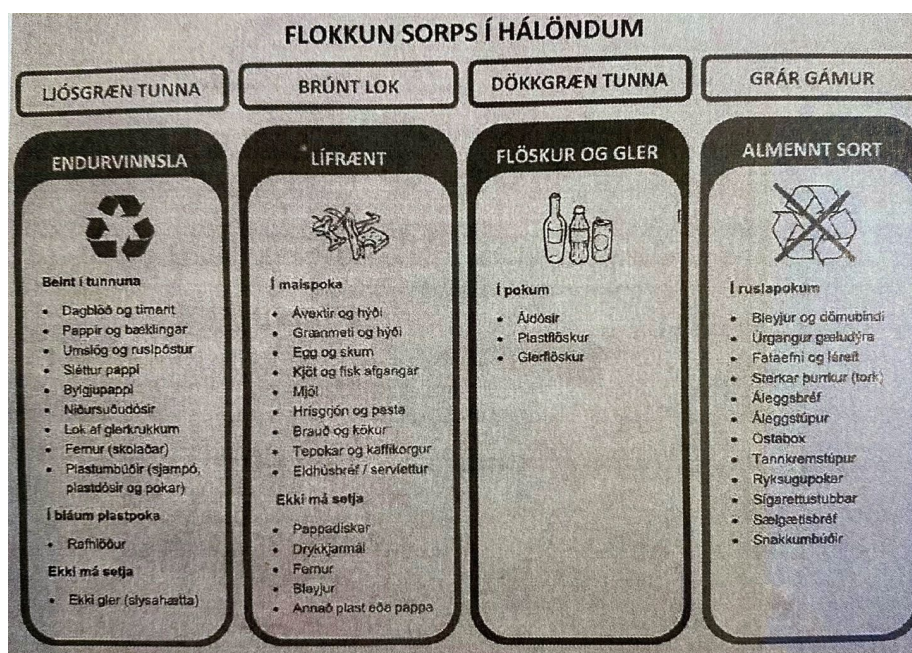 FLOKKUN SORPS Í HÁLÖNDUM
LJÓSGRÆN TUNNA
BRÚNT LOK
DÖKKGRÆN TUNNA
GRÁR GÁMUR
ENDURVINNSLA
Beint í tunnuna
• Dagblöð og tímarit
• Pappír og bæklingar
• Umslög og ruslpóstur
• Sléttur pappi
• Bylgjupappi
• Niðursuðudósir
• Lok af glerkrukkum
• Fernur (skolaðar)
• Plastumbúðir (sjampó,
plastdósir og pokar)
Í bláum plastpoka
• Rafhlöður
Ekki má setja
• Ekki gler (slysahætta)
LÍFRÆNT
Í maispoka
• Ávextir og hýði
• Grænmeti og hýði
• Egg og skurn
• Kjöt og fisk afgangar
• Mjöl
• Hrísgrjón og pasta
• Brauð og kökur
• Tepokar og kaffikorgur
• Eldhúsbréf / servíettur
Ekki má setja
• Pappadiskar
• Drykkjarmál
• Fernur
• Bleyjur
• Annað plast eða pappa
FLÖSKUR OG GLER
Í pokum
• Áldósir
• Plastflöskur
• Glerflöskur
ALMENNT SORT
Í ruslapokum
• Bleyjur og dömubindi
• Úrgangur gæludýra
• Fataefni og léreft
• Sterkar þurrkur (tork)
• Áleggsbréf
• Áleggstúpur
• Ostabox
• Tannkremstúpur
• Ryksugupokar
• Sígarettustubbar
• Sælgætisbréf
• Snakkumbúðir